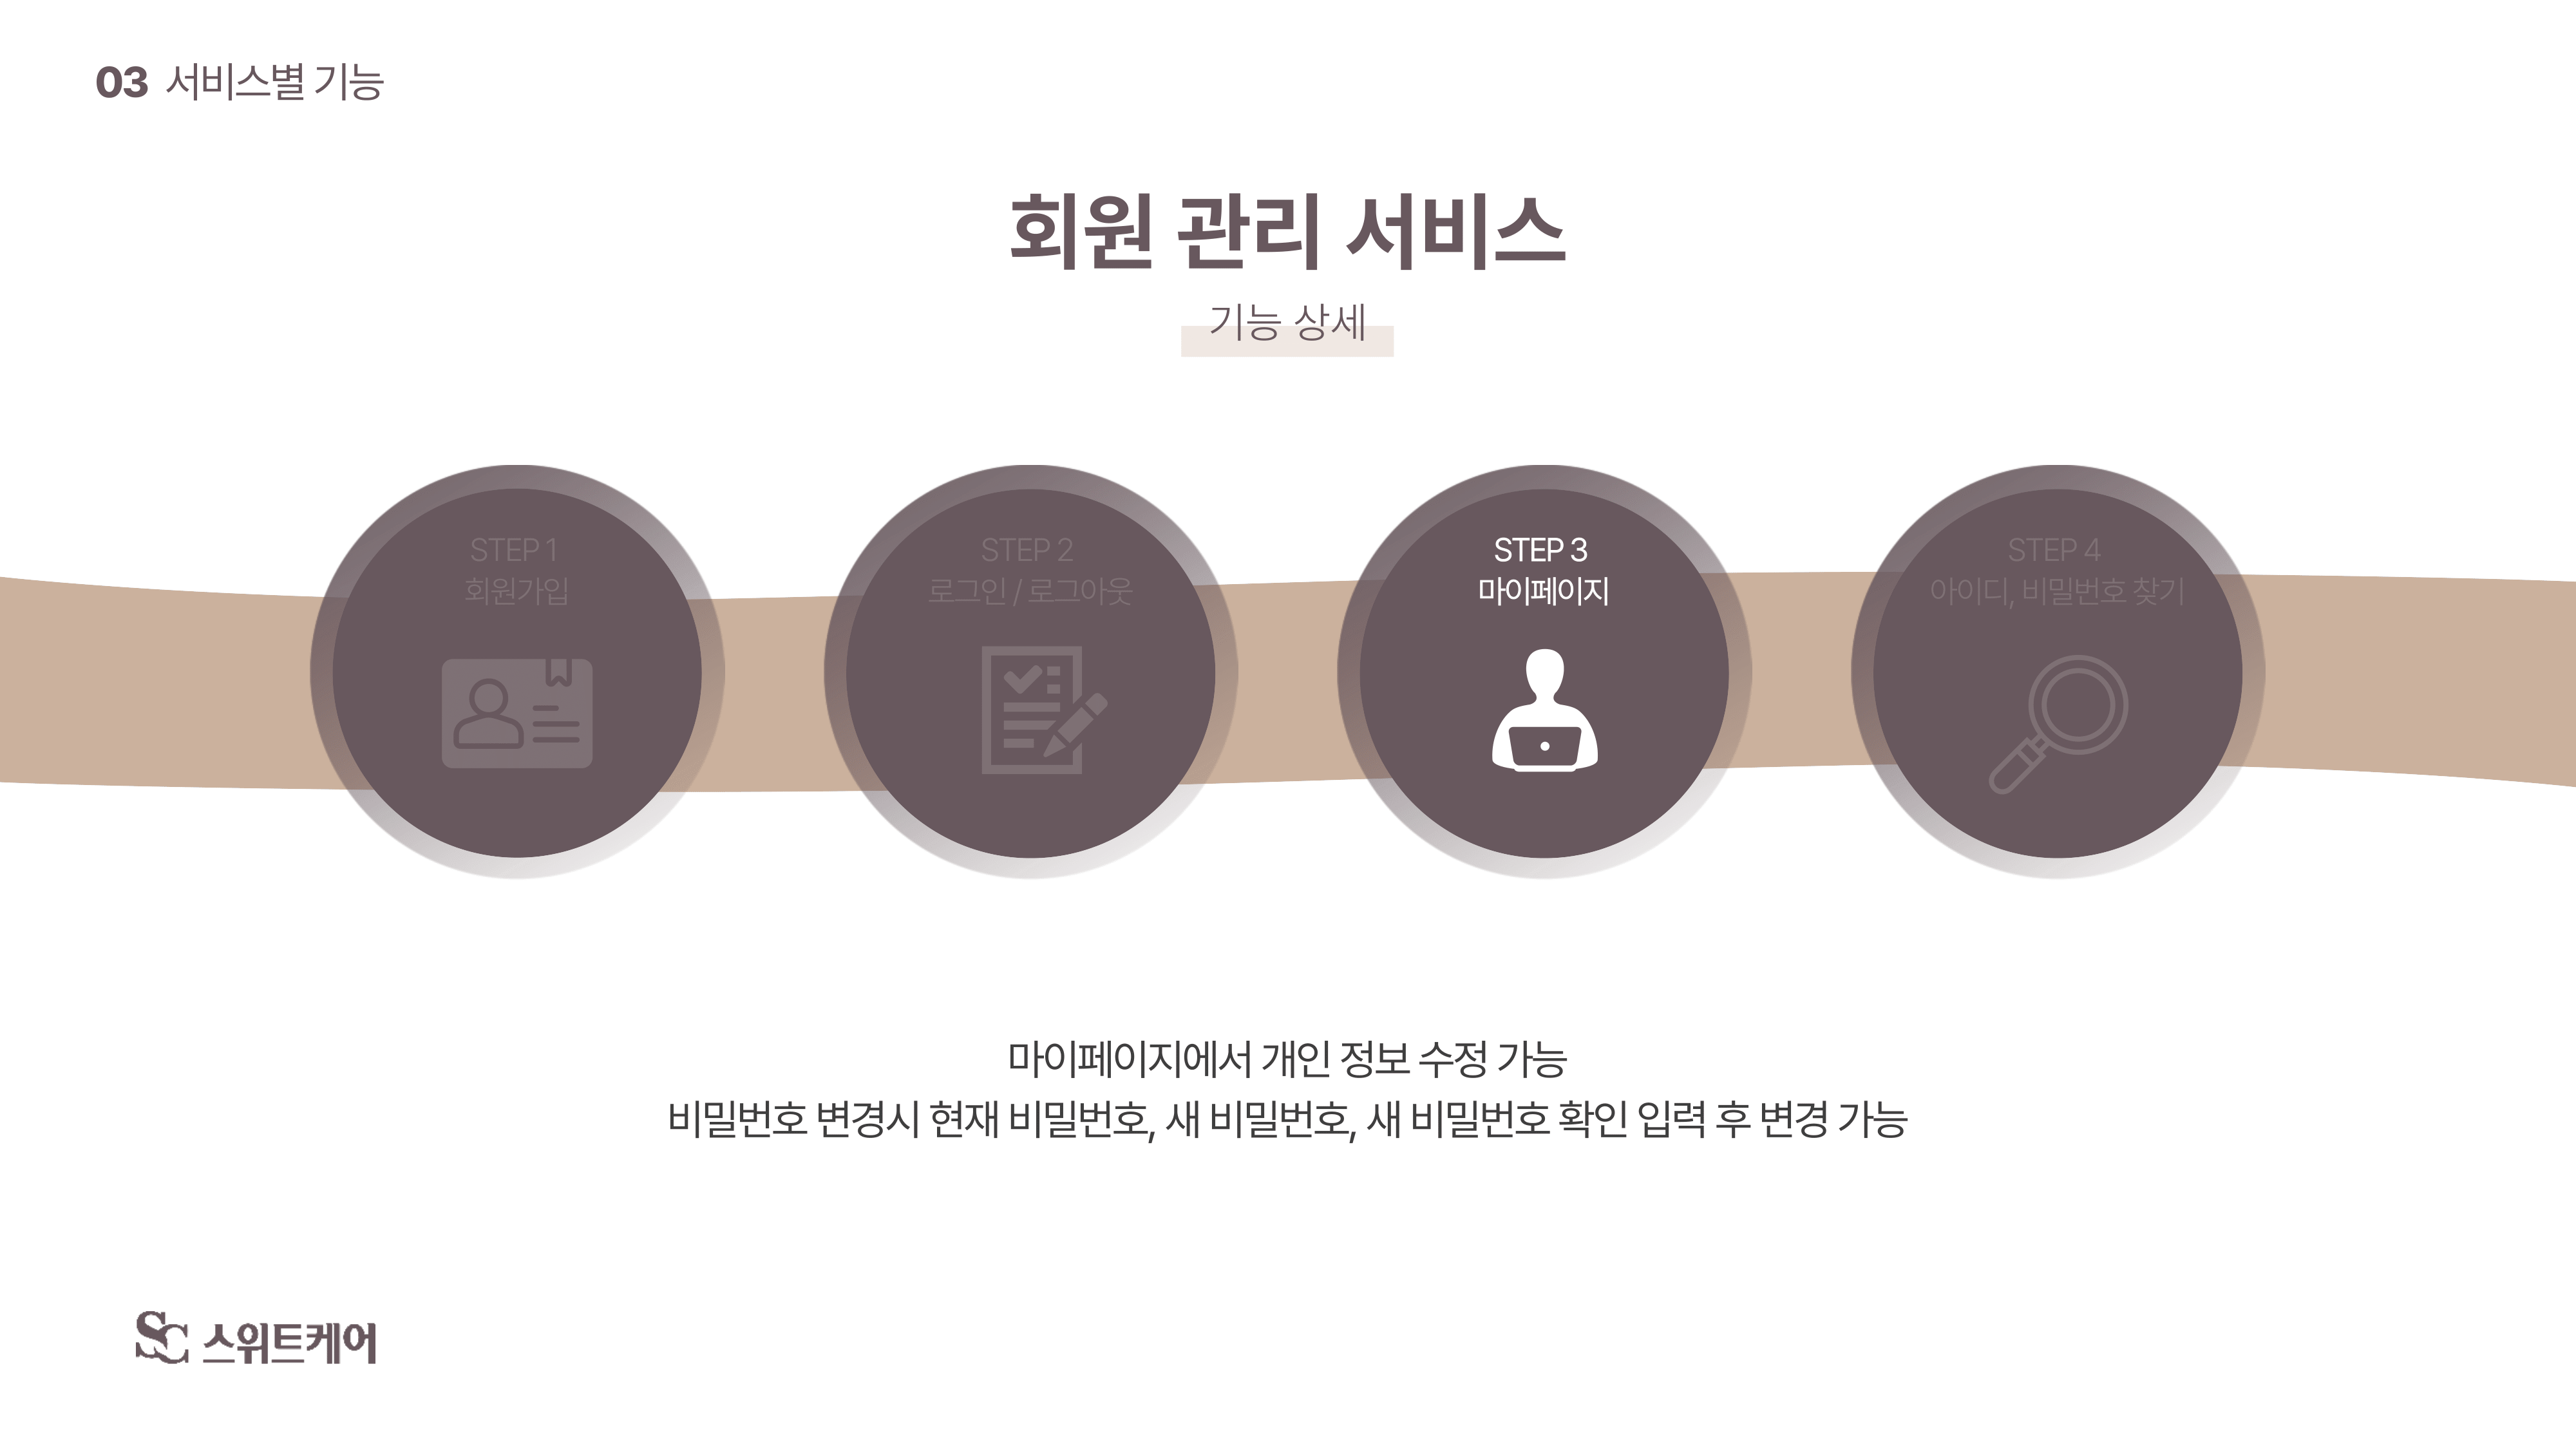 03 서비스별 기능
회원 관리 서비스
기능 상세
STEP 1
회원가입
STEP 2
로그인 / 로그아웃
STEP 3
마이페이지
STEP 4
아이디, 비밀번호 찾기
마이페이지에서 개인 정보 수정 가능
비밀번호 변경시 현재 비밀번호, 새 비밀번호, 새 비밀번호 확인 입력 후 변경 가능
SC 스위트케어